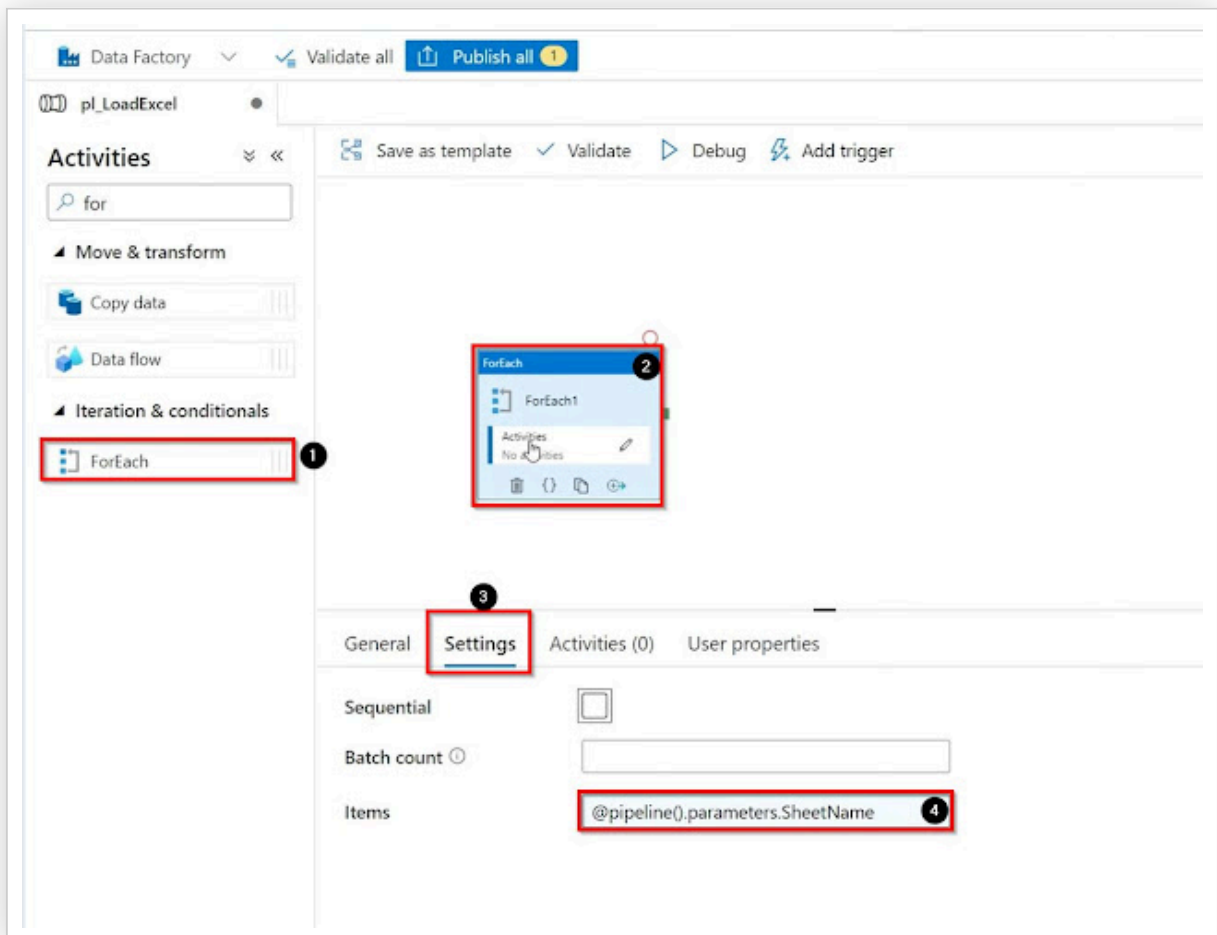 Data Factory
Validate all
Publish all 1
pl_LoadExcel
Activities
for
Move & transform
Copy data
Data flow
Iteration & conditionals
ForEach
1
Save as template
Validate
Debug
Add trigger
ForEach
2
ForEach1
Activities
{}
3
General
Settings
Activities (0)
User properties
Sequential
Batch count
Items
@pipeline().parameters.SheetName
4